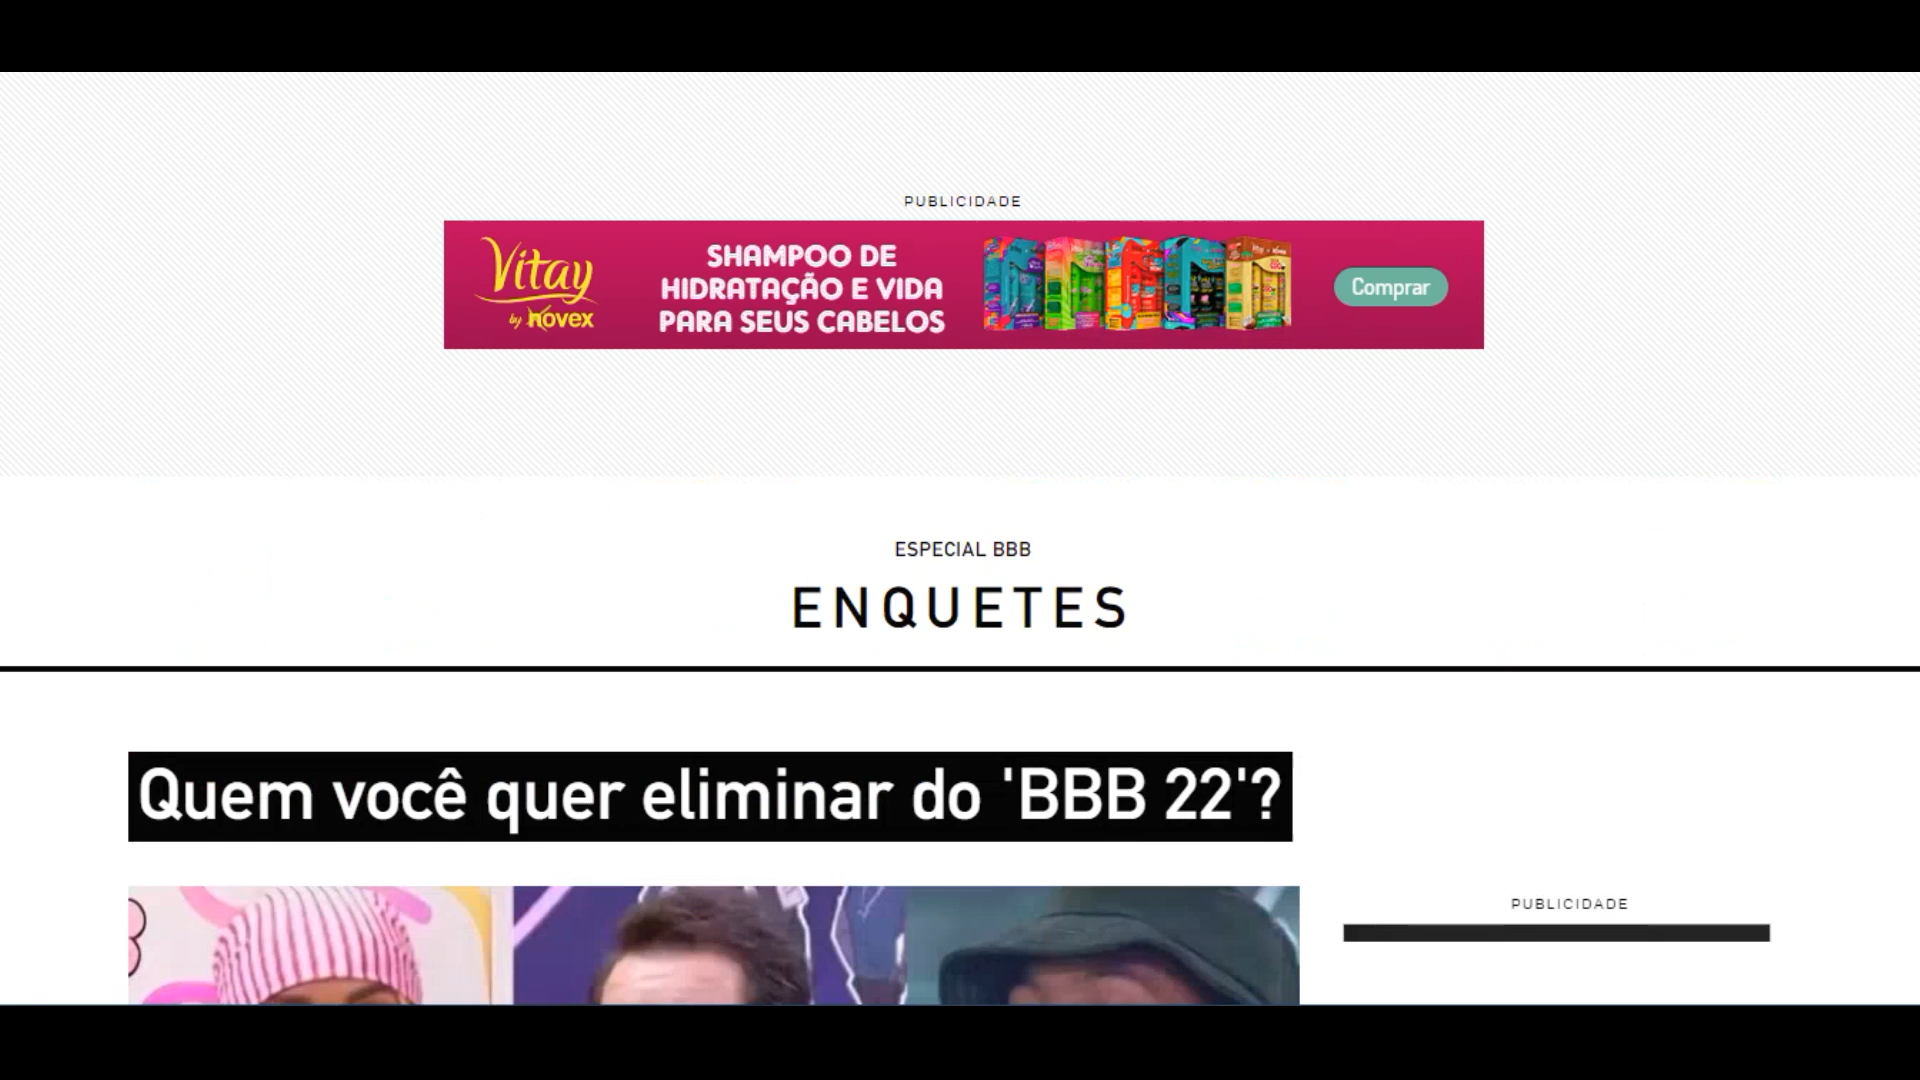 PUBLICIDADE
Vitay
by novex
SHAMPOO DE
HIDRATAÇÃO E VIDA
PARA SEUS CABELOS
Comprar
ESPECIAL BBB
ENQUETES
Quem você quer eliminar do 'BBB 22'?
PUBLICIDADE